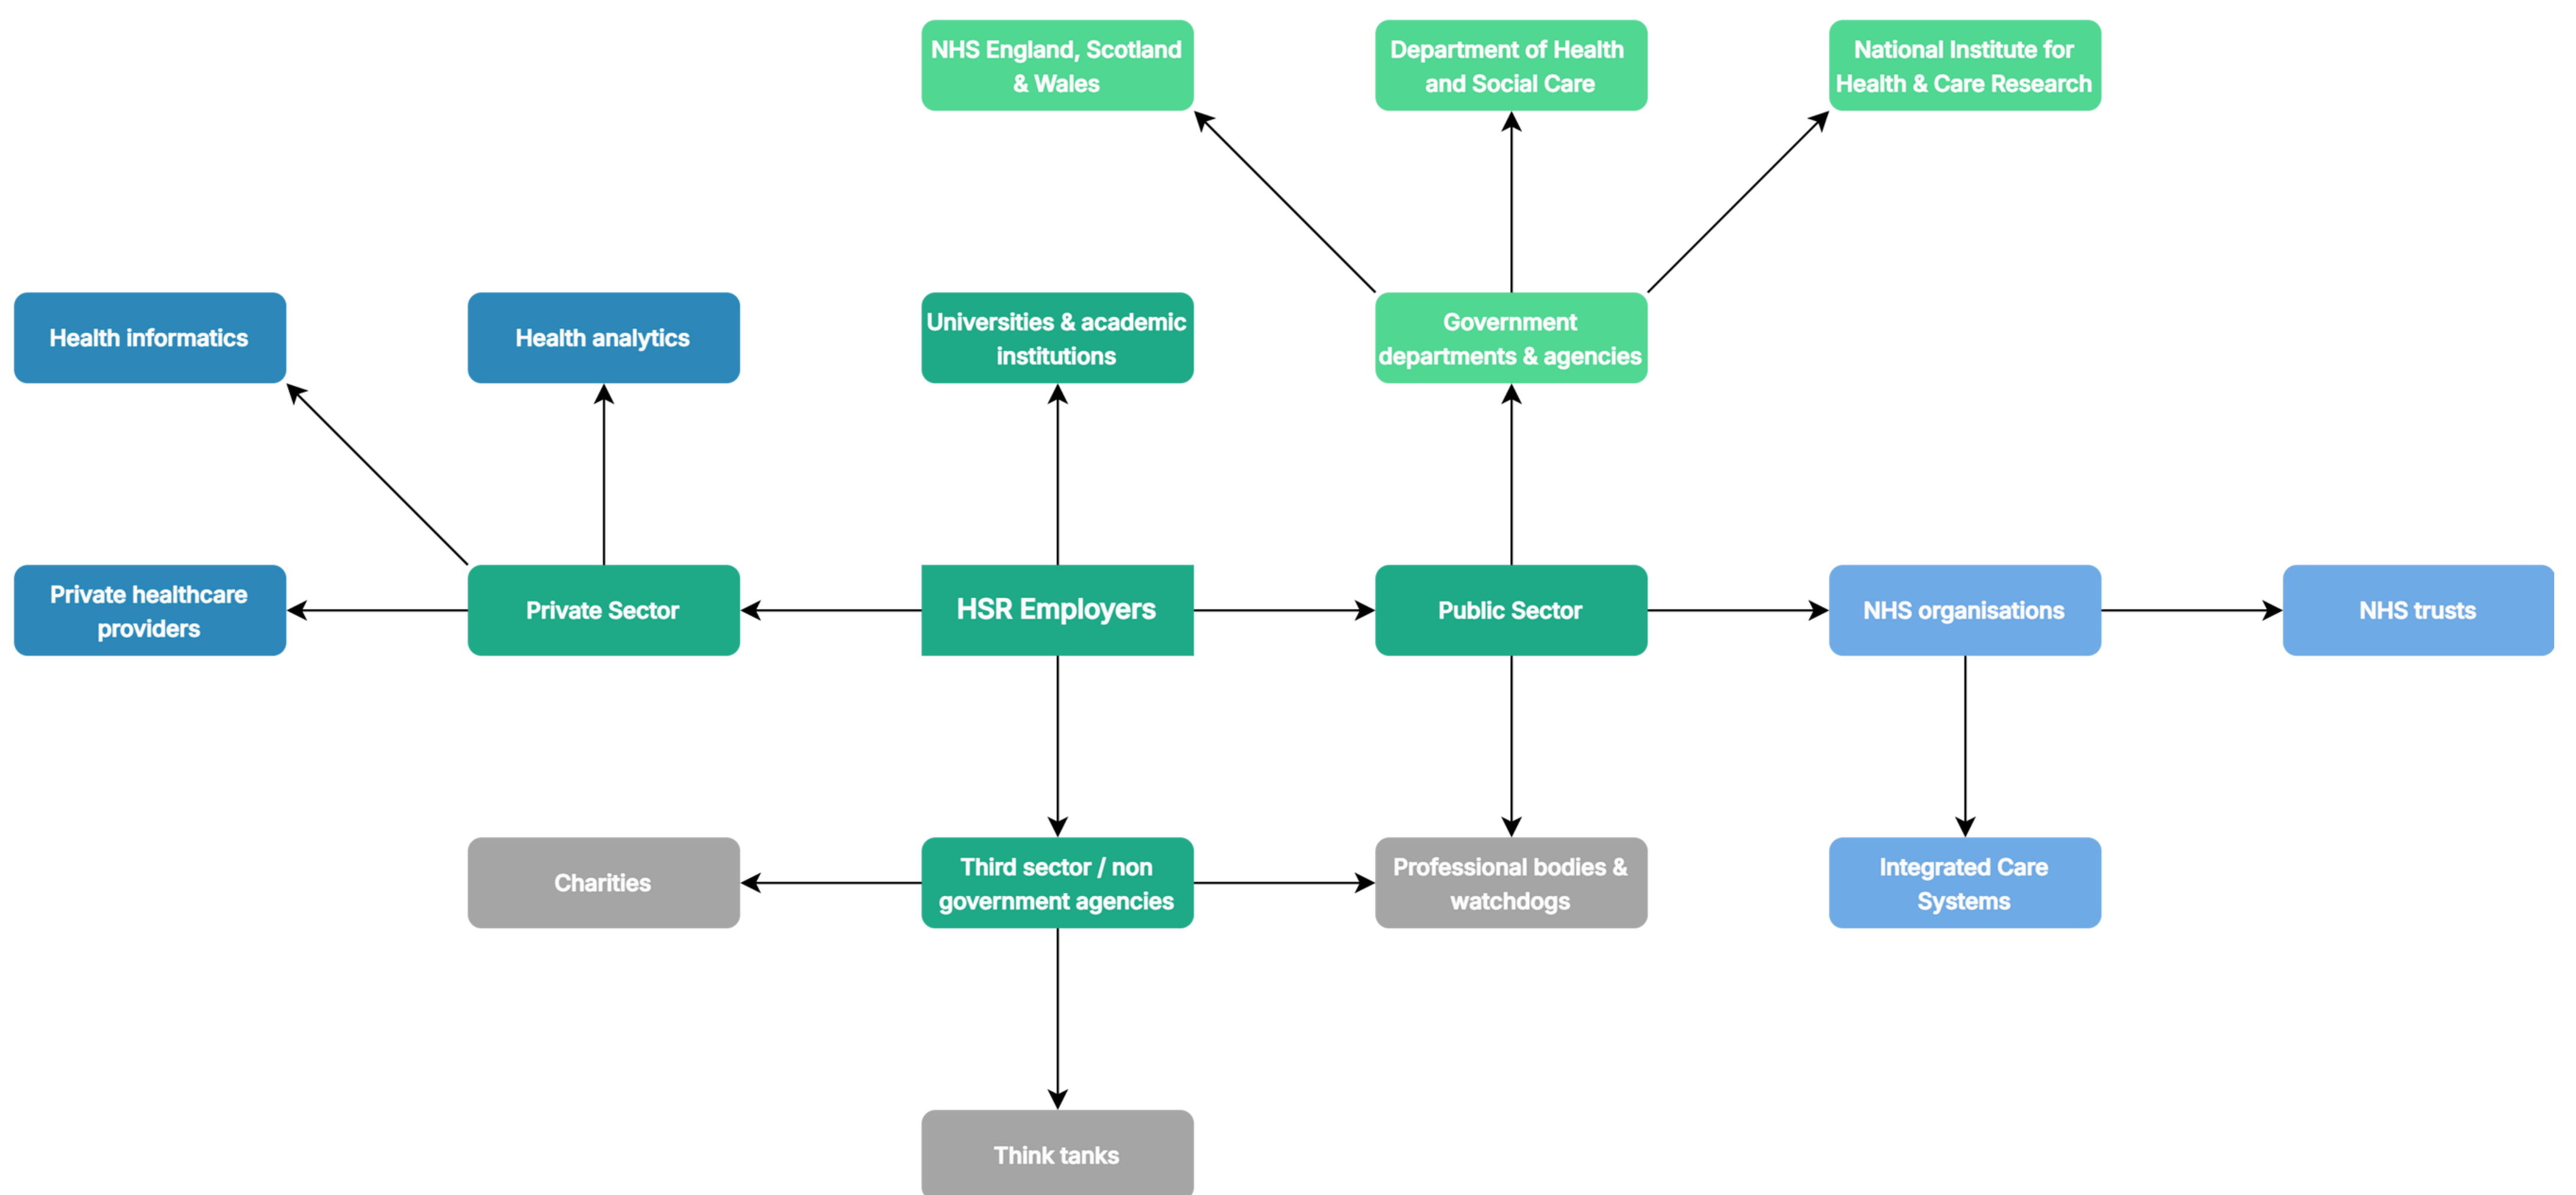 NHS England, Scotland
& Wales
Department of Health
and Social Care
National Institute for
Health & Care Research
Health informatics
Health analytics
Universities & academic
institutions
Government
departments & agencies
Private healthcare
providers
Private Sector
HSR Employers
Public Sector
NHS organisations
NHS trusts
Charities
Third sector / non
government agencies
Professional bodies &
watchdogs
Integrated Care
Systems
Think tanks